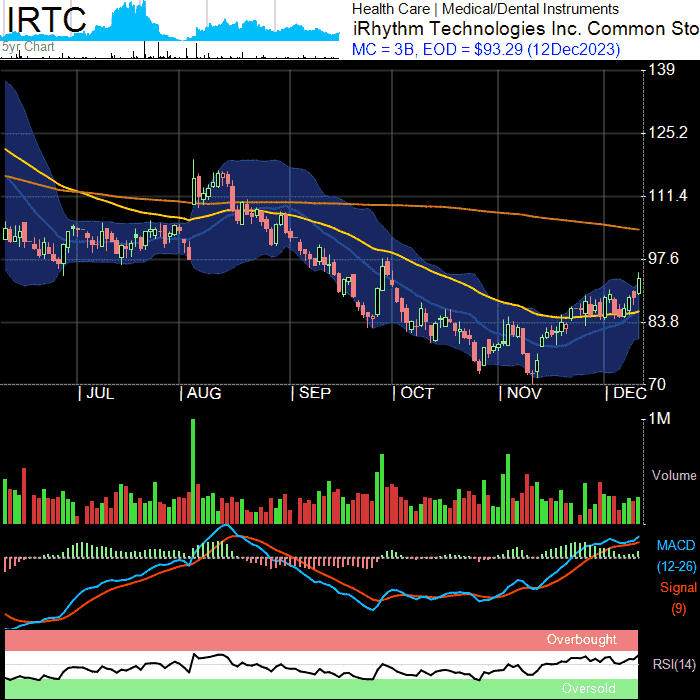 IRTC
5yr Chart
Health Care | Medical/Dental Instruments
iRhythm Technologies Inc. Common Sto
MC = 3B, EOD = $93.29 (12Dec2023)
139
125.2
111.4
97.6
83.8
70
| JUL | AUG | SEP | OCT | NOV | DEC
1M
Volume
MACD
(12-26)
Signal
(9)
Overbought
RSI(14)
Oversold